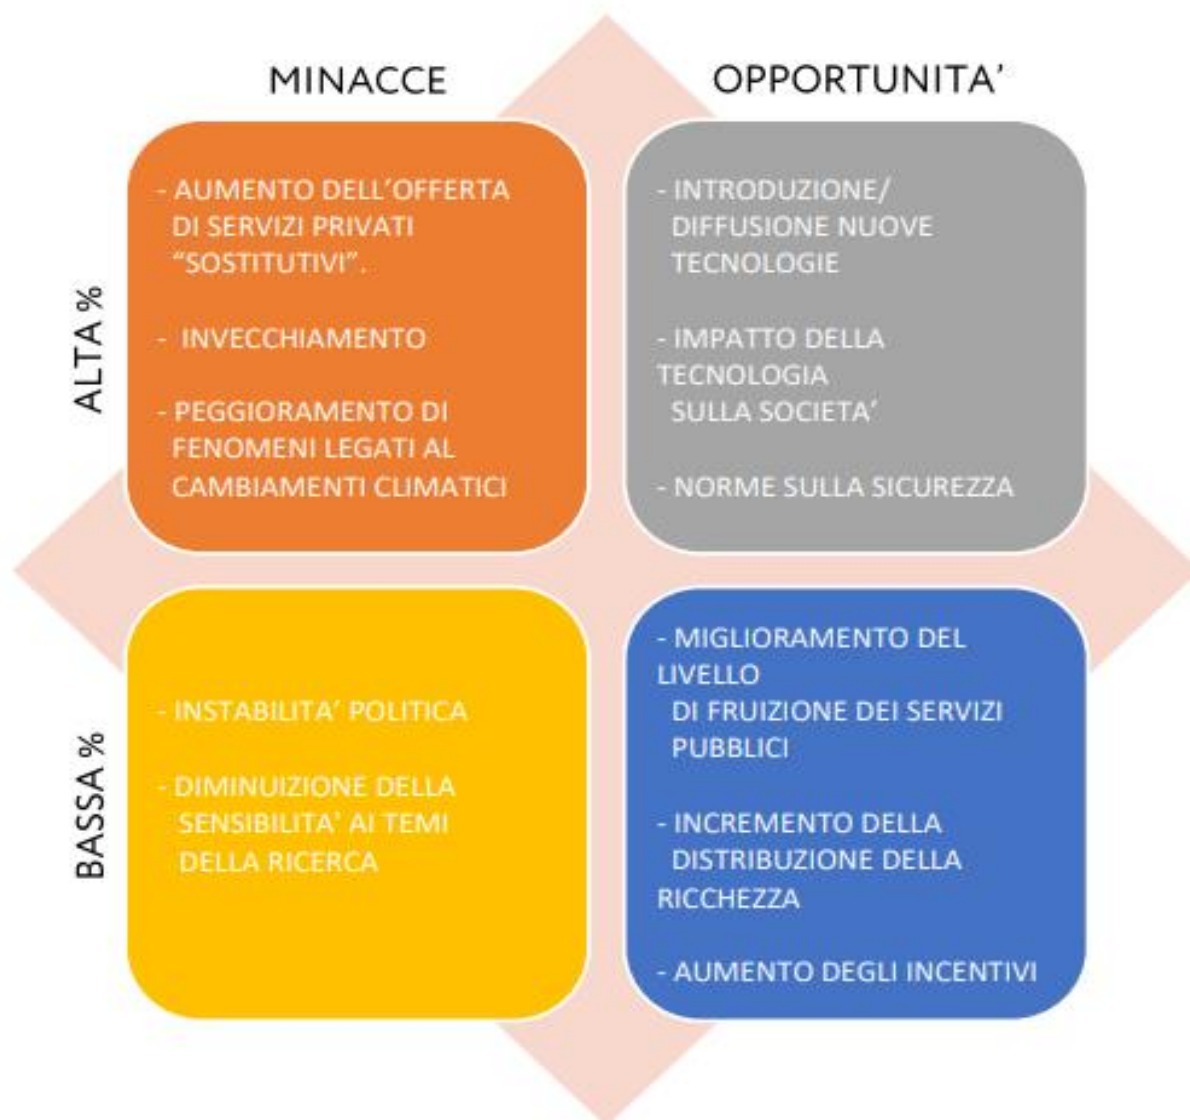 MINACCE
OPPORTUNITA’
ALTA %
- AUMENTO DELL’OFFERTA
DI SERVIZI PRIVATI
“SOSTITUTIVI”.
- INVECCHIAMENTO
- PEGGIORAMENTO DI
FENOMENI LEGATI AL
CAMBIAMENTI CLIMATICI
- INTRODUZIONE/
DIFFUSIONE NUOVE
TECNOLOGIE
- IMPATTO DELLA
TECNOLOGIA
SULLA SOCIETA’
- NORME SULLA SICUREZZA
BASSA %
- INSTABILITA’ POLITICA
- DIMINUIZIONE DELLA
SENSIBILITA’ AI TEMI
DELLA RICERCA
- MIGLIORAMENTO DEL
LIVELLO
DI FRUIZIONE DEI SERVIZI
PUBBLICI
- INCREMENTO DELLA
DISTRIBUZIONE DELLA
RICCHEZZA
- AUMENTO DEGLI INCENTIVI